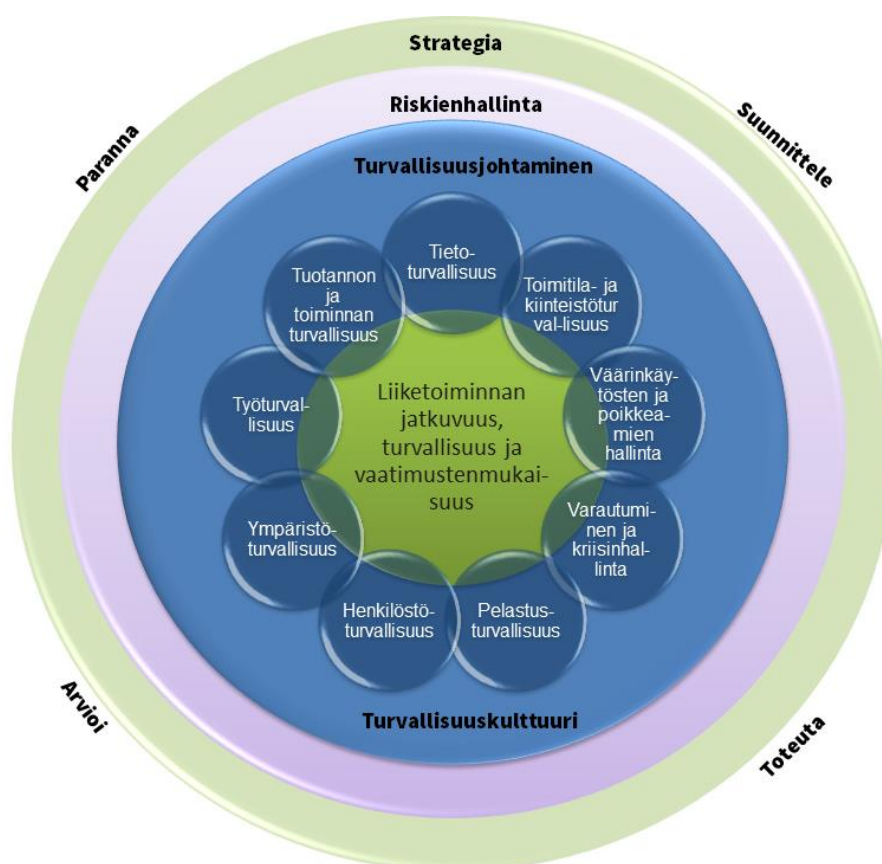 Strategia
Suunnittele
Paranna
Riskienhallinta
Turvallisuusjohtaminen
Tieto-
turvallisuus
Toimitila- ja
kiinteistötur
val-lisuus
Väärinkäy-
tösten ja
poikkea-
mien
hallinta
Varautumi-
nen ja
kriisinhal-
linta
Pelastus-
turvallisuus
Henkilöstö-
turvallisuus
Ympäristö-
turvallisuus
Työturval-
lisuus
Tuotannon
ja
toiminnan
turvallisuus
Liiketoiminnan
jatkuvuus,
turvallisuus ja
vaatimustenmukai-
suus
Turvallisuuskulttuuri
Arvioi
Toteuta